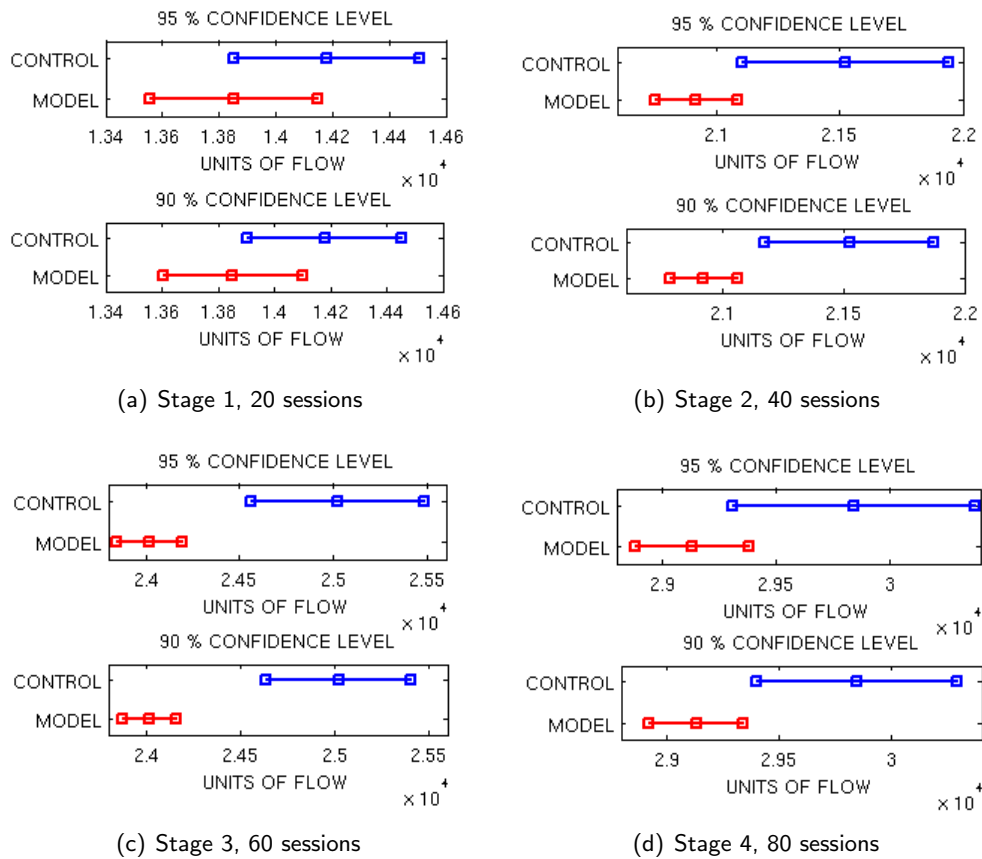 95 % CONFIDENCE LEVEL
CONTROL
MODEL
1.34 1.36 1.38 1.4 1.42 1.44 1.46
UNITS OF FLOW
× 10 4
90 % CONFIDENCE LEVEL
CONTROL
MODEL
1.34 1.36 1.38 1.4 1.42 1.44 1.46
UNITS OF FLOW
× 10 4
(a) Stage 1, 20 sessions
95 % CONFIDENCE LEVEL
CONTROL
MODEL
2.1 2.15 2.2
UNITS OF FLOW
× 10 4
90 % CONFIDENCE LEVEL
CONTROL
MODEL
2.1 2.15 2.2
UNITS OF FLOW
× 10 4
(b) Stage 2, 40 sessions
95 % CONFIDENCE LEVEL
CONTROL
MODEL
2.4 2.45 2.5 2.55
UNITS OF FLOW
× 10 4
90 % CONFIDENCE LEVEL
CONTROL
MODEL
2.4 2.45 2.5 2.55
UNITS OF FLOW
× 10 4
(c) Stage 3, 60 sessions
95 % CONFIDENCE LEVEL
CONTROL
MODEL
2.9 2.95 3
UNITS OF FLOW
× 10 4
90 % CONFIDENCE LEVEL
CONTROL
MODEL
2.9 2.95 3
UNITS OF FLOW
× 10 4
(d) Stage 4, 80 sessions